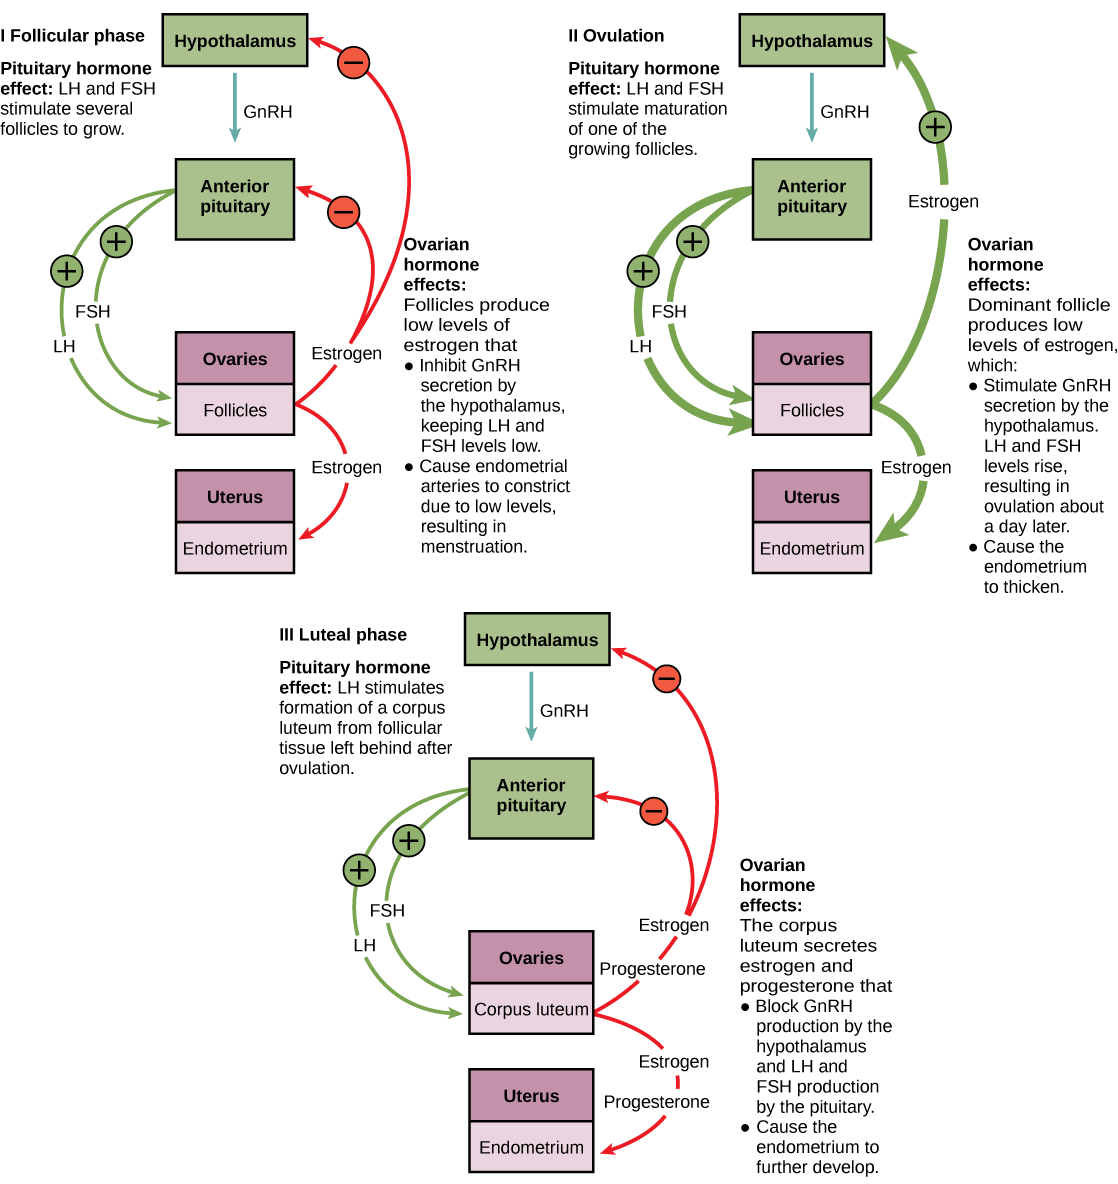 I Follicular phase
Pituitary hormone
effect: LH and FSH
stimulate several
follicles to grow.
Hypothalamus
−
GnRH
Anterior
pituitary
−
+
+
FSH
LH
Ovaries
Follicles
Estrogen
Estrogen
Uterus
Endometrium
Ovarian
hormone
effects:
Follicles produce
low levels of
estrogen that
● Inhibit GnRH
secretion by
the hypothalamus,
keeping LH and
FSH levels low.
● Cause endometrial
arteries to constrict
due to low levels,
resulting in
menstruation.
II Ovulation
Pituitary hormone
effect: LH and FSH
stimulate maturation
of one of the
growing follicles.
Hypothalamus
+
GnRH
Anterior
pituitary
Estrogen
+
+
FSH
LH
Ovaries
Follicles
Estrogen
Uterus
Endometrium
Ovarian
hormone
effects:
Dominant follicle
produces low
levels of estrogen,
which:
● Stimulate GnRH
secretion by the
hypothalamus.
LH and FSH
levels rise,
resulting in
ovulation about
a day later.
● Cause the
endometrium
to thicken.
III Luteal phase
Pituitary hormone
effect: LH stimulates
formation of a corpus
luteum from follicular
tissue left behind after
ovulation.
Hypothalamus
−
GnRH
Anterior
pituitary
−
+
+
FSH
LH
Ovaries
Corpus luteum
Estrogen
Progesterone
Estrogen
Progesterone
Uterus
Endometrium
Ovarian
hormone
effects:
The corpus
luteum secretes
estrogen and
progesterone that
● Block GnRH
production by the
hypothalamus
and LH and
FSH production
by the pituitary.
● Cause the
endometrium to
further develop.